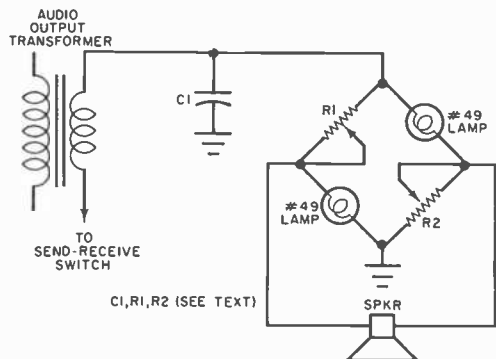 AUDIO
OUTPUT
TRANSFORMER
C1
R1
#49
LAMP
#49
LAMP
R2
TO
SEND-RECEIVE
SWITCH
C1,R1,R2 (SEE TEXT)
SPKR